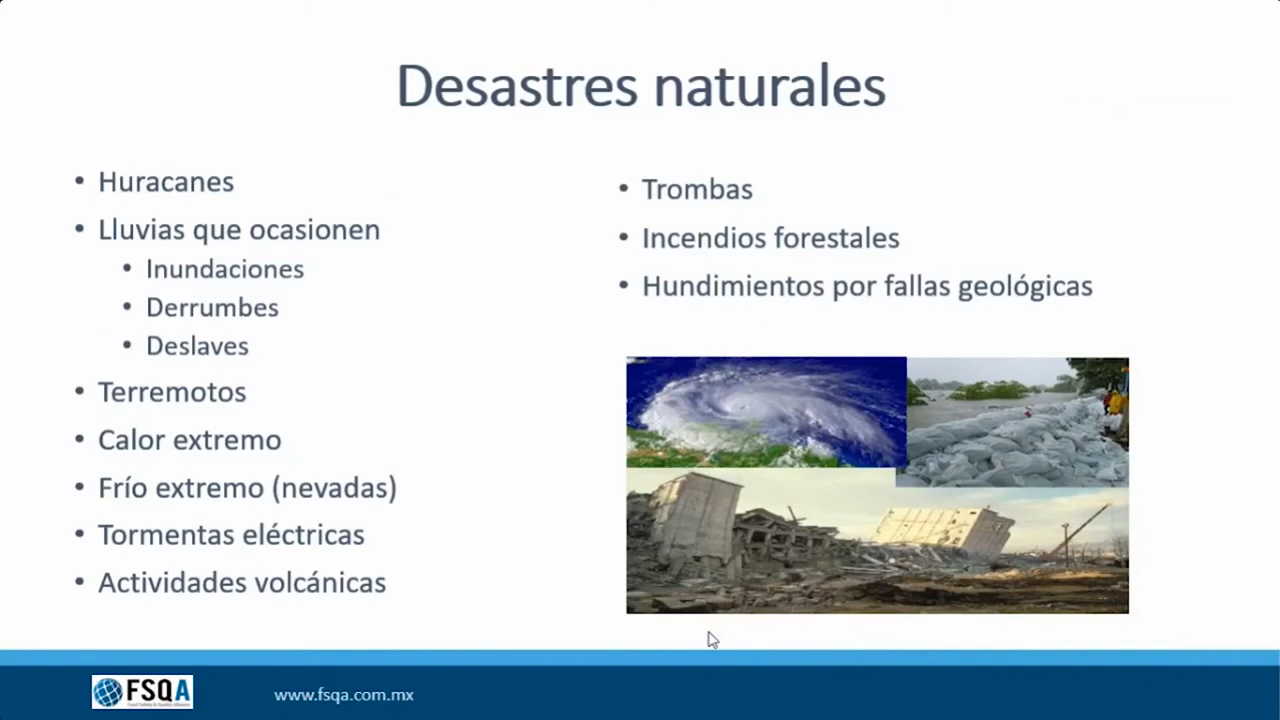 Desastres naturales
• Huracanes
• Lluvias que ocasionen
• Inundaciones
• Derrumbes
• Deslaves
• Terremotos
• Calor extremo
• Frío extremo (nevadas)
• Tormentas eléctricas
• Actividades volcánicas
• Trombas
• Incendios forestales
• Hundimientos por fallas geológicas
FSQA
www.fsqa.com.mx